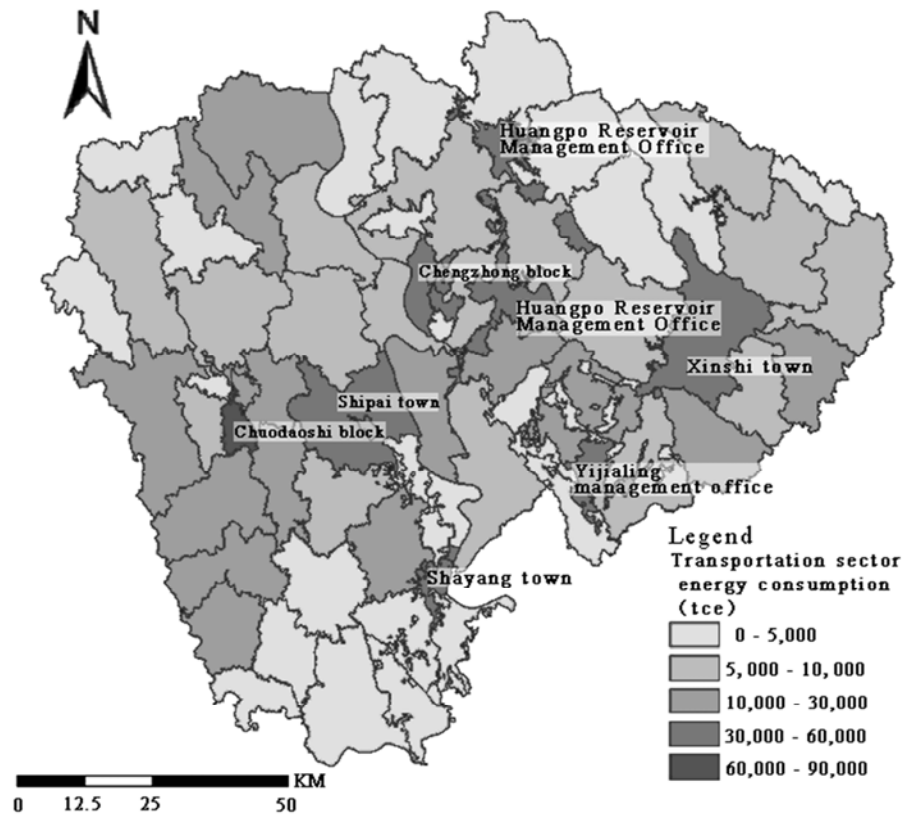 N
Huangpo Reservoir
Management Office
Chengzhong block
Huangpo Reservoir
Management Office
Xinshi town
Shipai town
Chuodaoshi block
Yijialing
management office
Shayang town
Legend
Transportation sector
energy consumption
(tce)
0 - 5,000
5,000 - 10,000
10,000 - 30,000
30,000 - 60,000
60,000 - 90,000
KM
0 12.5 25 50